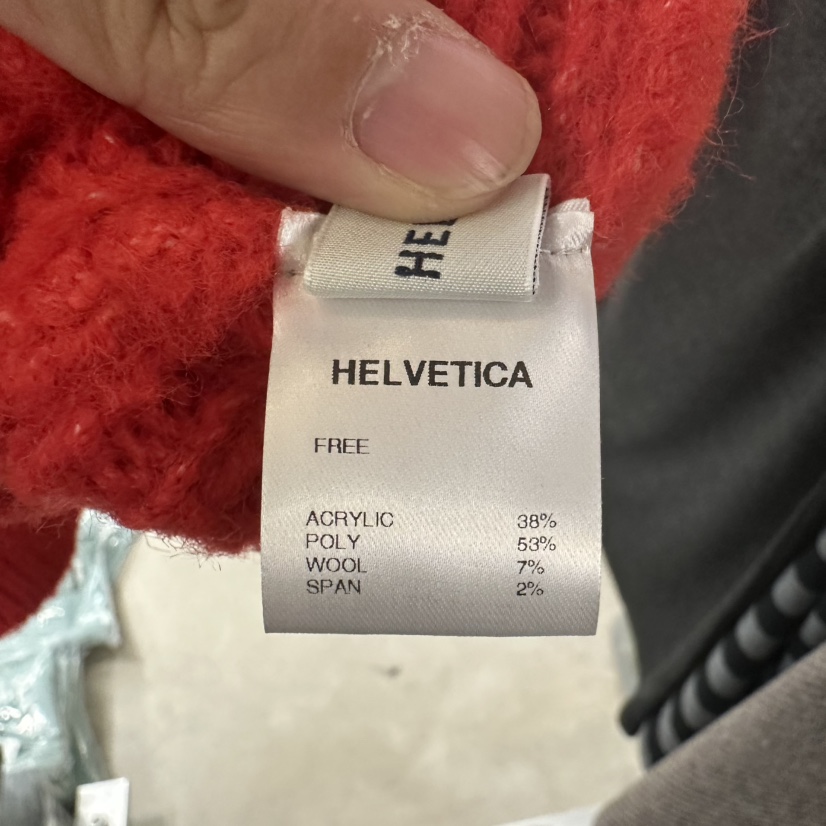 HELVETICA
FREE
ACRYLIC 38%
POLY 53%
WOOL 7%
SPAN 2%